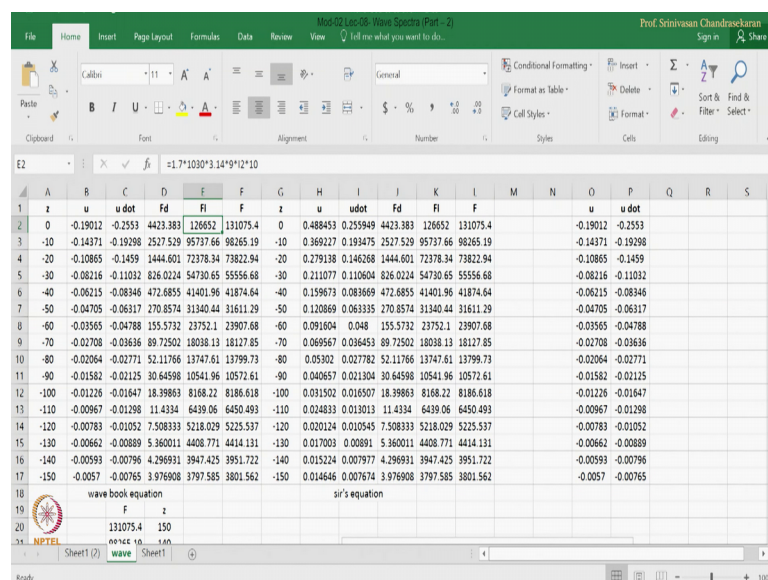 Mod-02 Lec-08- Wave Spectra (Part – 2)
Prof. Srinivasan Chandrasekaran
File Home Insert Page Layout Formulas Data Review View Tell me what you want to do... Sign in Share
Calibri 11 A A General Conditional Formatting Insert
Paste B I U A $ % Format as Table Delete Sort & Find &
Cell Styles Format Filter Select
Clipboard Font Alignment Number Styles Cells Editing
E2 fx =1.7*1030*3.14*9*I2*10
A B C D E F G H I J K L M N O P Q R S
1 z u u dot Fd FI F z u udot Fd FI F u u dot
2 0 -0.19012 -0.2553 4423.383 126652 131075.4 0 0.488453 0.255949 4423.383 126652 131075.4 -0.19012 -0.2553
3 -10 -0.14371 -0.19298 2527.529 95737.66 98265.19 -10 0.369227 0.193475 2527.529 95737.66 98265.19 -0.14371 -0.19298
4 -20 -0.10865 -0.1459 1444.601 72378.34 73822.94 -20 0.279138 0.146268 1444.601 72378.34 73822.94 -0.10865 -0.1459
5 -30 -0.08216 -0.11032 826.0224 54730.65 55556.68 -30 0.211077 0.110604 826.0224 54730.65 55556.68 -0.08216 -0.11032
6 -40 -0.06215 -0.08346 472.6855 41401.96 41874.64 -40 0.159673 0.083669 472.6855 41401.96 41874.64 -0.06215 -0.08346
7 -50 -0.04705 -0.06317 270.8574 31340.44 31611.29 -50 0.120869 0.063335 270.8574 31340.44 31611.29 -0.04705 -0.06317
8 -60 -0.03565 -0.04788 155.5732 23752.1 23907.68 -60 0.091604 0.048 155.5732 23752.1 23907.68 -0.03565 -0.04788
9 -70 -0.02708 -0.03636 89.72502 18038.13 18127.85 -70 0.069567 0.036453 89.72502 18038.13 18127.85 -0.02708 -0.03636
10 -80 -0.02064 -0.02771 52.11766 13747.61 13799.73 -80 0.05302 0.027782 52.11766 13747.61 13799.73 -0.02064 -0.02771
11 -90 -0.01582 -0.02125 30.64598 10541.96 10572.61 -90 0.040657 0.021304 30.64598 10541.96 10572.61 -0.01582 -0.02125
12 -100 -0.01226 -0.01647 18.39863 8168.22 8186.618 -100 0.031502 0.016507 18.39863 8168.22 8186.618 -0.01226 -0.01647
13 -110 -0.00967 -0.01298 11.4334 6439.06 6450.493 -110 0.024833 0.013013 11.4334 6439.06 6450.493 -0.00967 -0.01298
14 -120 -0.00783 -0.01052 7.508333 5218.029 5225.537 -120 0.020124 0.010545 7.508333 5218.029 5225.537 -0.00783 -0.01052
15 -130 -0.00662 -0.00889 5.360011 4408.771 4414.131 -130 0.017003 0.00891 5.360011 4408.771 4414.131 -0.00662 -0.00889
16 -140 -0.00593 -0.00796 4.296931 3947.425 3951.722 -140 0.015224 0.007977 4.296931 3947.425 3951.722 -0.00593 -0.00796
17 -150 -0.0057 -0.00765 3.976908 3797.585 3801.562 -150 0.014646 0.007674 3.976908 3797.585 3801.562 -0.0057 -0.00765
18 wave book equation sir's equation
19 F z
20 131075.4 150
21 98265.19 140
NPTEL
Sheet1 (2) wave Sheet1
Ready 100